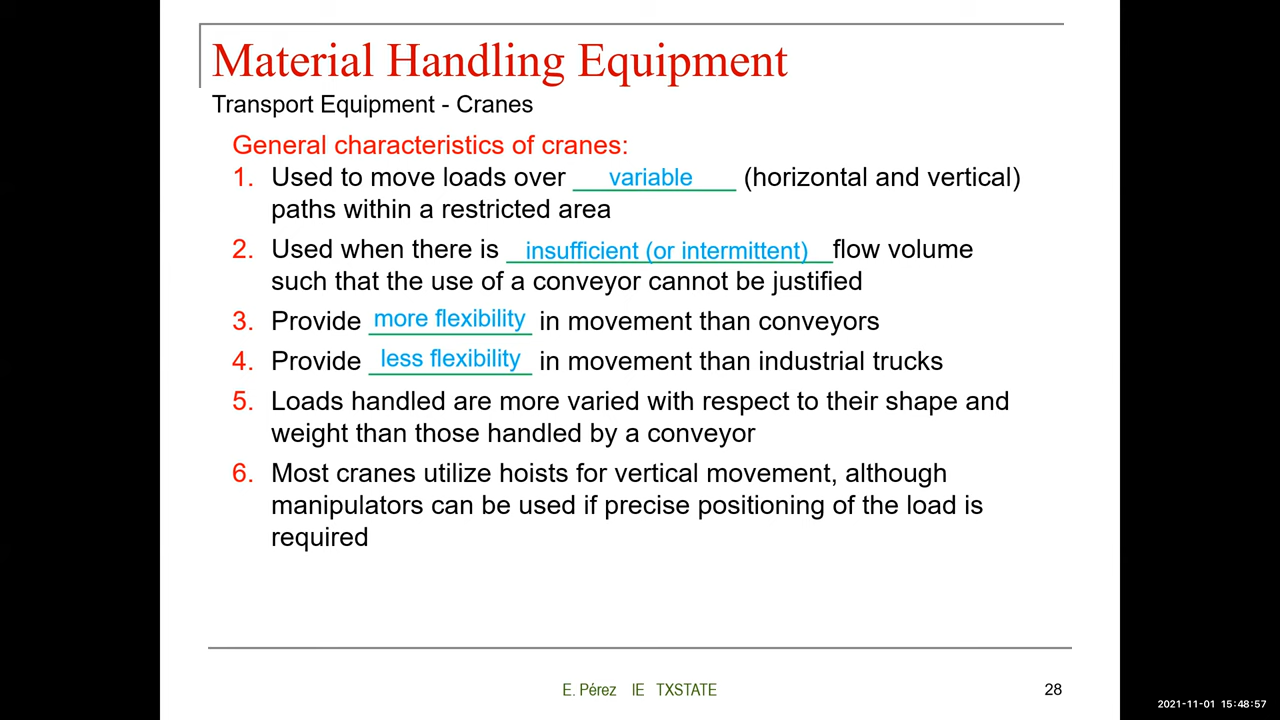 Material Handling Equipment
Transport Equipment - Cranes
General characteristics of cranes:
1. Used to move loads over variable (horizontal and vertical)
paths within a restricted area
2. Used when there is insufficient (or intermittent) flow volume
such that the use of a conveyor cannot be justified
3. Provide more flexibility in movement than conveyors
4. Provide less flexibility in movement than industrial trucks
5. Loads handled are more varied with respect to their shape and
weight than those handled by a conveyor
6. Most cranes utilize hoists for vertical movement, although
manipulators can be used if precise positioning of the load is
required
E. Pérez IE TXSTATE
28
2021-11-01 15:48:57